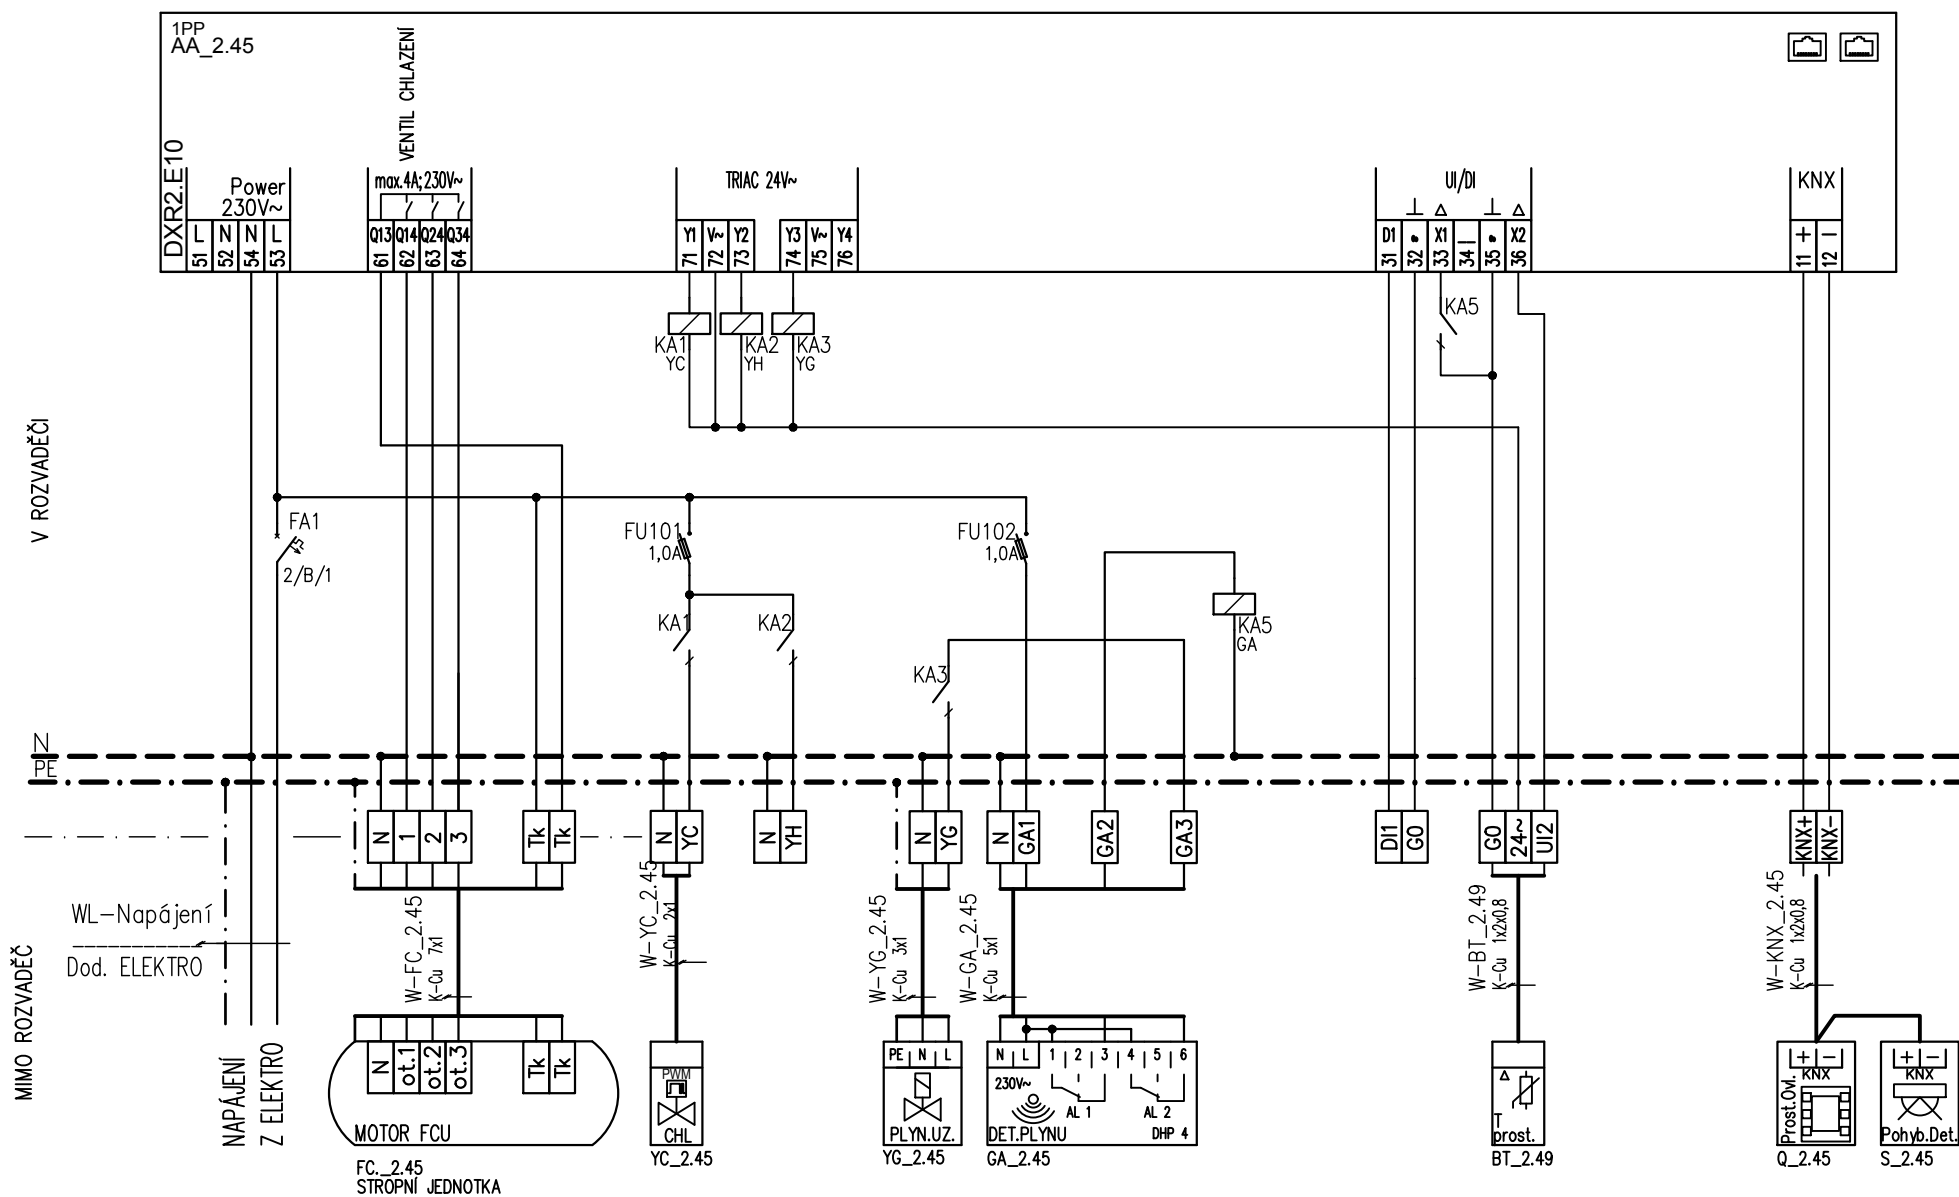 1PP
AA_2.45
VENTIL CHLAZENÍ
DXR2.E10
Power
230V~
max.4A;230V~
TRIAC 24V~
UI/DI
KNX
L N N L
51 52 54 53
Q13 Q14 Q24 Q34
61 62 63 64
Y1 V~ Y2 Y3 V~ Y4
71 72 73 74 75 76
D1 X1 X2
31 32 33 34 35 36
+ −
11 12
KA1
YC
KA2
YH
KA3
YG
KA5
V ROZVADĚČI
FA1
2/B/1
FU101
1,0A
FU102
1,0A
KA1
KA2
KA3
KA5
GA
N
PE
N 1 2 3 Tk Tk
N YC
N YH
N YG
N GA1
GA2
GA3
DI1 GO
GO 24~ UI2
KNX+ KNX-
MIMO ROZVADĚČ
WL-Napájení
Dod. ELEKTRO
NAPÁJENÍ
Z ELEKTRO
W-FC_2.45
K-Cu 7x1
W-YC_2.45
K-Cu 2x1
W-YG_2.45
K-Cu 3x1
W-GA_2.45
K-Cu 5x1
W-BT_2.49
K-Cu 1x2x0,8
W-KNX_2.45
K-Cu 1x2x0,8
N ot.1 ot.2 ot.3 Tk Tk
MOTOR FCU
FC._2.45
STROPNÍ JEDNOTKA
PWM
CHL
YC_2.45
PE N L
PLYN.UZ.
YG_2.45
N L 1 2 3 4 5 6
230V~
AL 1
AL 2
DET.PLYNU
DHP 4
GA_2.45
T
prost.
BT_2.49
+ −
KNX
Prost.Ovl.
Q_2.45
+ −
KNX
Pohyb.Det.
S_2.45